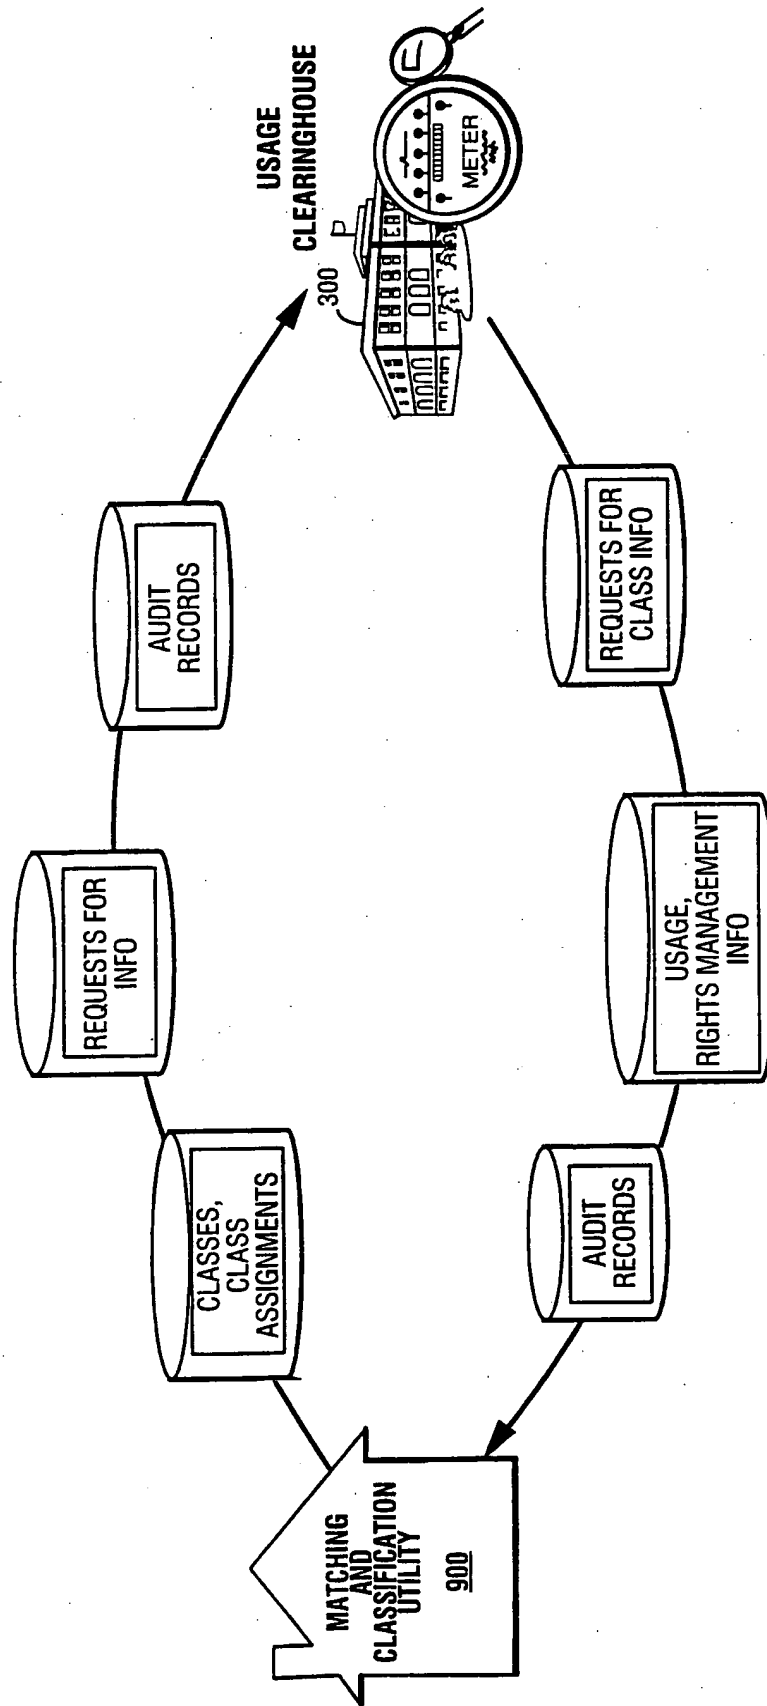 USAGE
CLEARINGHOUSE
300
METER
AUDIT
RECORDS
REQUESTS FOR
INFO
CLASSES,
CLASS
ASSIGNMENTS
MATCHING
AND
CLASSIFICATION
UTILITY
900
AUDIT
RECORDS
USAGE,
RIGHTS MANAGEMENT
INFO
REQUESTS FOR
CLASS INFO